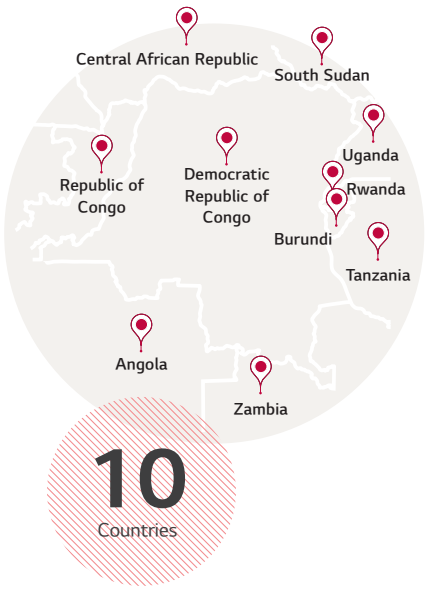 Central African Republic
South Sudan
Uganda
Republic of
Congo
Democratic
Republic of
Congo
Rwanda
Burundi
Tanzania
Angola
Zambia
10
Countries